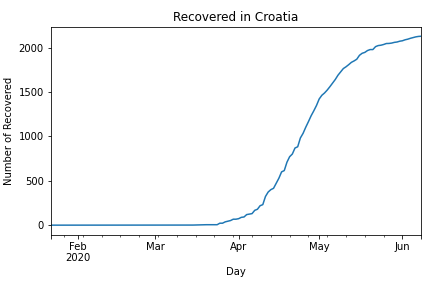 Recovered in Croatia
Number of Recovered
2000
1500
1000
500
0
Feb
2020
Mar
Apr
May
Jun
Day